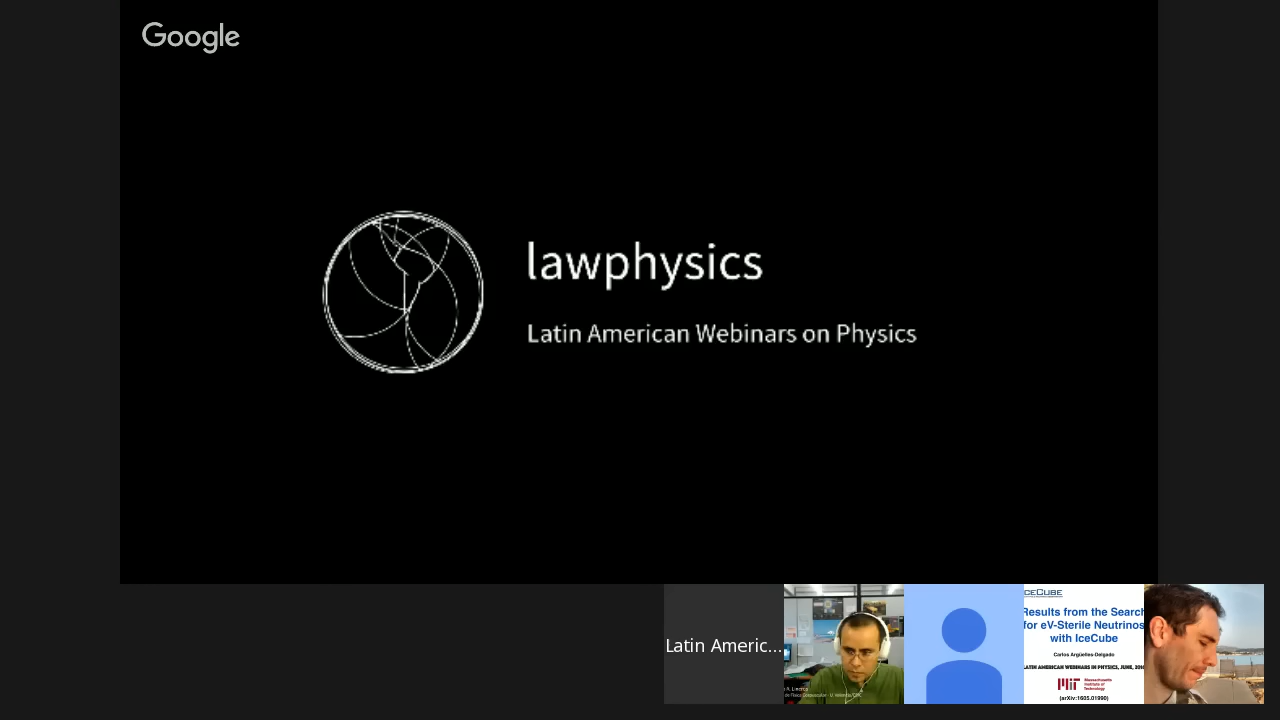 Google
lawphysics
Latin American Webinars on Physics
Latin Americ...
ICECUBE
Results from the Search
for eV-Sterile Neutrinos
with IceCube
Carlos Argüelles-Delgado
LATIN AMERICAN WEBINARS IN PHYSICS, JUNE, 201
MIT
Massachusetts
Institute of
Technology
(arXiv:1605.01990)